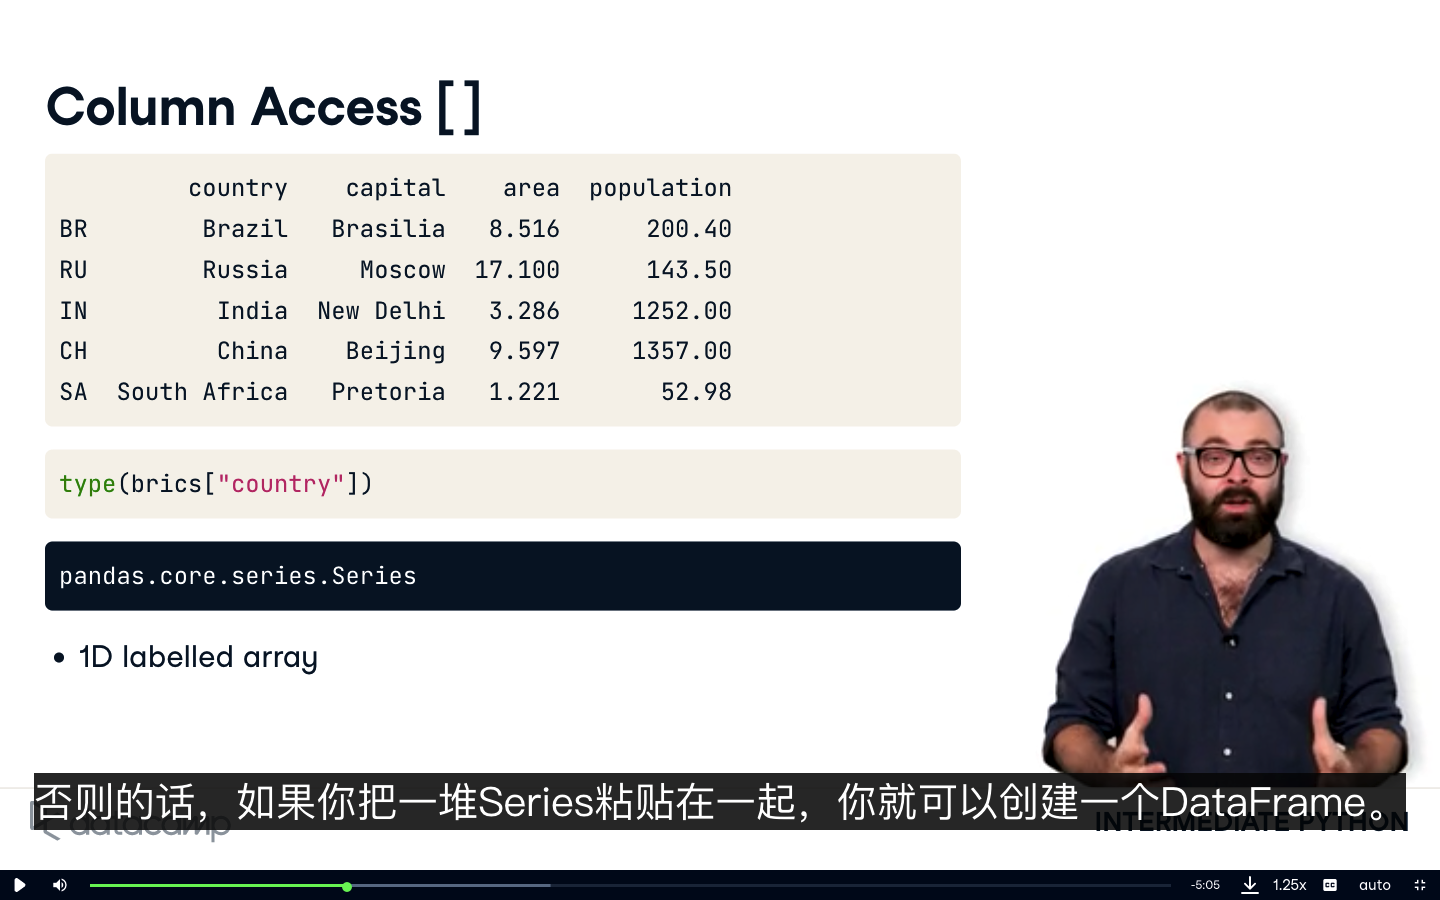 Column Access []
country capital area population
BR Brazil Brasilia 8.516 200.40
RU Russia Moscow 17.100 143.50
IN India New Delhi 3.286 1252.00
CH China Beijing 9.597 1357.00
SA South Africa Pretoria 1.221 52.98
type(brics["country"])
pandas.core.series.Series
• 1D labelled array
否则的话，如果你把一堆Series粘贴在一起，你就可以创建一个DataFrame。
datacamp
INTERMEDIATE PYTHON
-5:05
1.25x
CC
auto